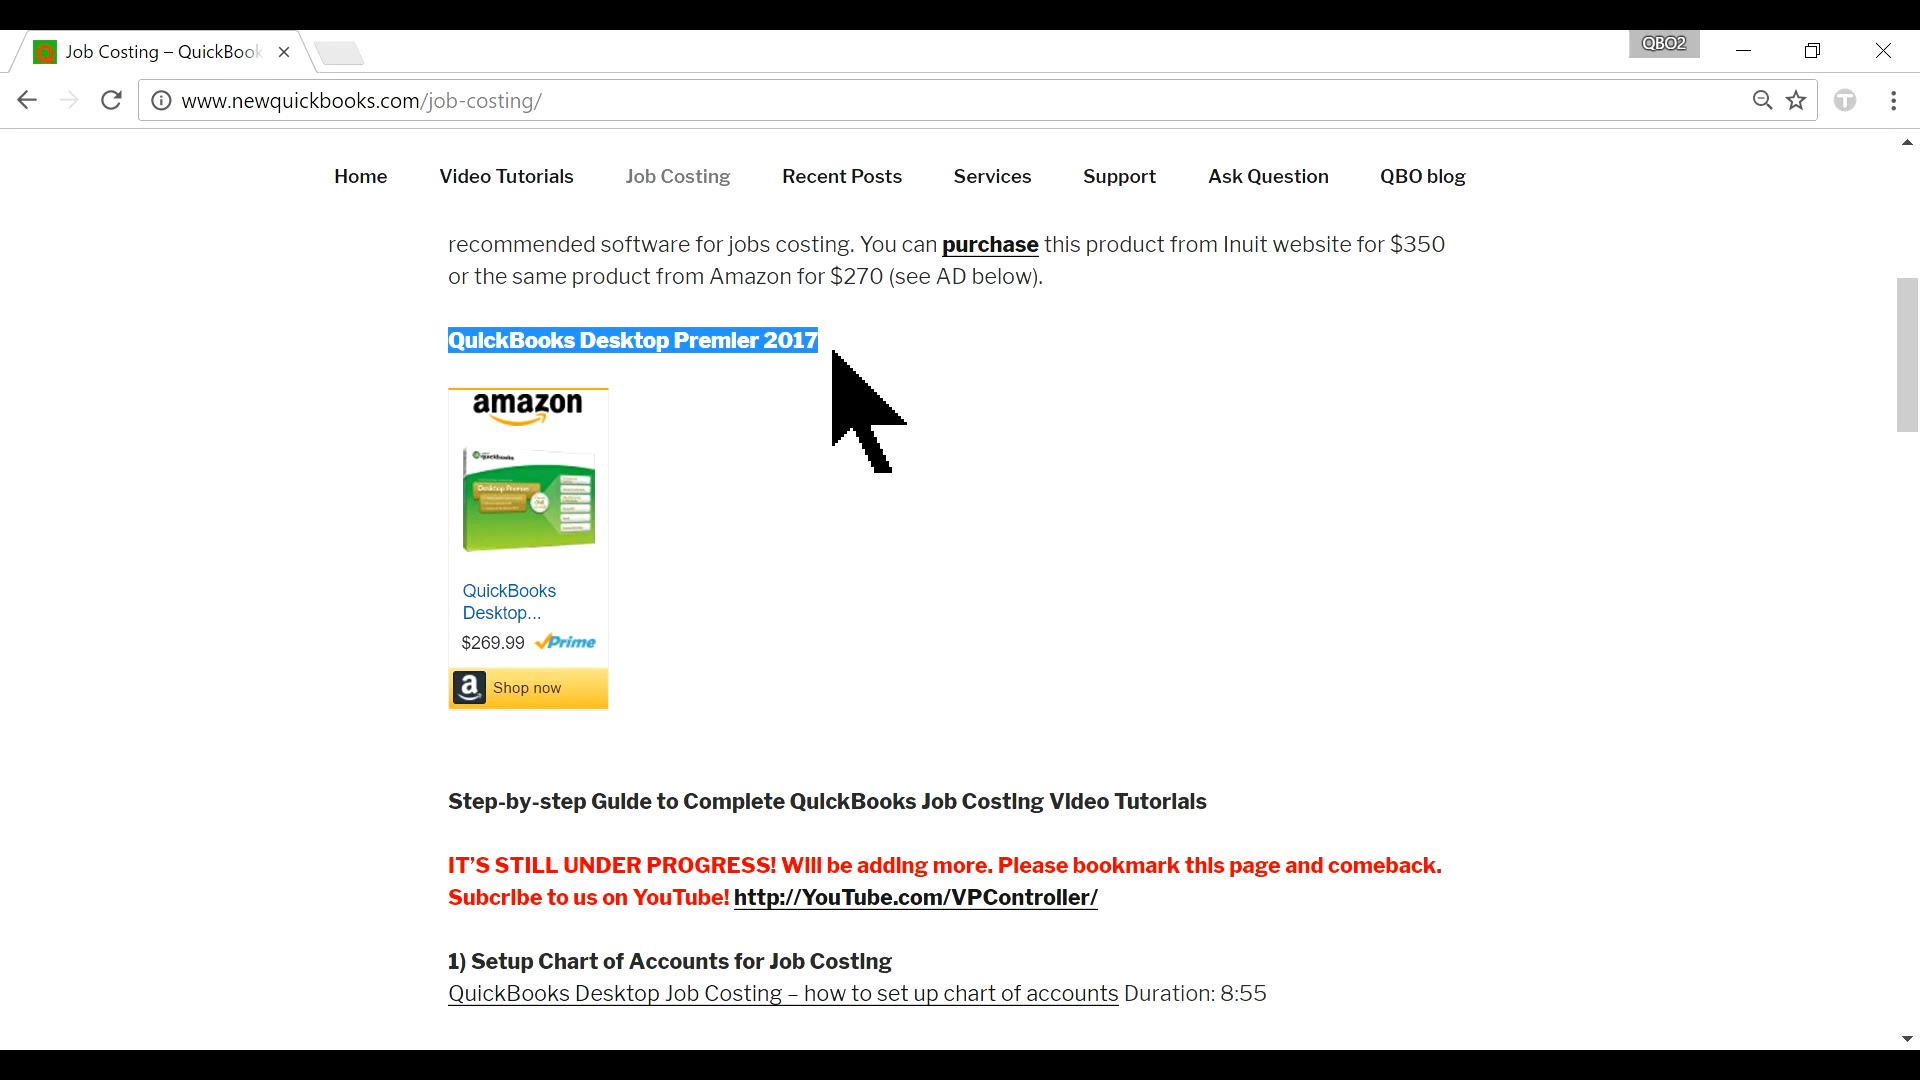 Job Costing – QuickBook
QBO2
www.newquickbooks.com/job-costing/
Home Video Tutorials Job Costing Recent Posts Services Support Ask Question QBO blog
recommended software for jobs costing. You can purchase this product from Inuit website for $350
or the same product from Amazon for $270 (see AD below).
QuickBooks Desktop Premier 2017
amazon
quickbooks
Desktop Premier
QuickBooks
Desktop...
$269.99 Prime
a Shop now
Step-by-step Guide to Complete QuickBooks Job Costing Video Tutorials
IT'S STILL UNDER PROGRESS! Will be adding more. Please bookmark this page and comeback.
Subcribe to us on YouTube! http://YouTube.com/VPController/
1) Setup Chart of Accounts for Job Costing
QuickBooks Desktop Job Costing – how to set up chart of accounts Duration: 8:55